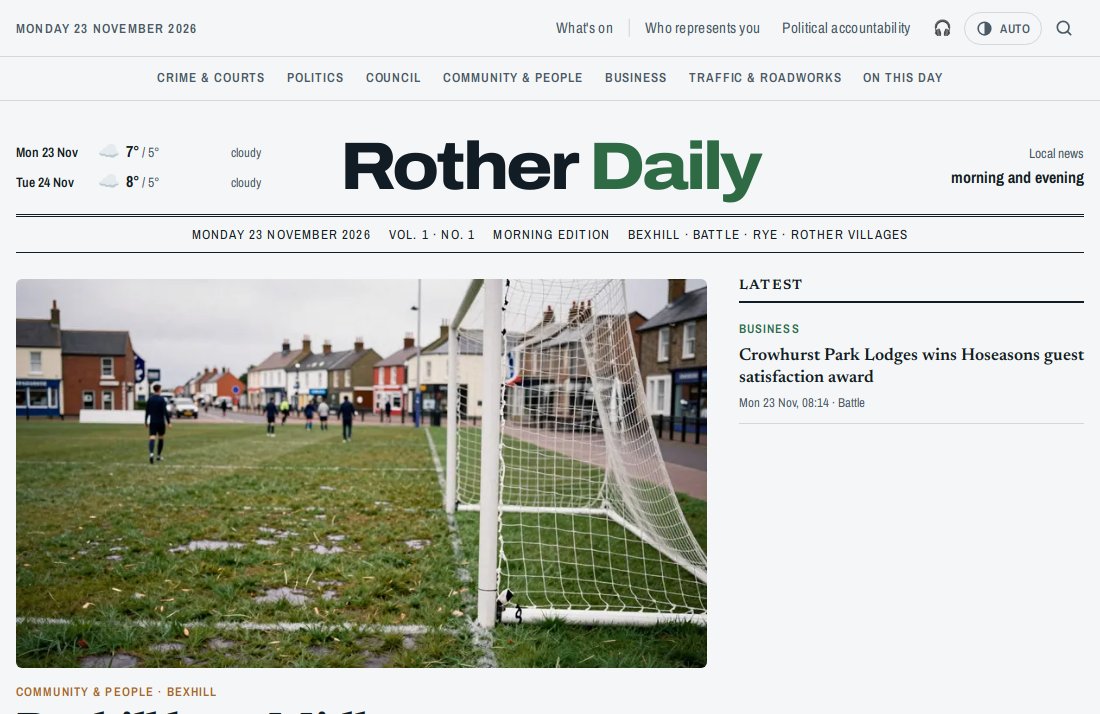 MONDAY 23 NOVEMBER 2026
What's on
Who represents you
Political accountability
AUTO
CRIME & COURTS
POLITICS
COUNCIL
COMMUNITY & PEOPLE
BUSINESS
TRAFFIC & ROADWORKS
ON THIS DAY
Mon 23 Nov 7° / 5° cloudy
Tue 24 Nov 8° / 5° cloudy
Rother Daily
Local news
morning and evening
MONDAY 23 NOVEMBER 2026 VOL. 1 · NO. 1 MORNING EDITION BEXHILL · BATTLE · RYE · ROTHER VILLAGES
LATEST
BUSINESS
Crowhurst Park Lodges wins Hoseasons guest
satisfaction award
Mon 23 Nov, 08:14 · Battle
COMMUNITY & PEOPLE · BEXHILL